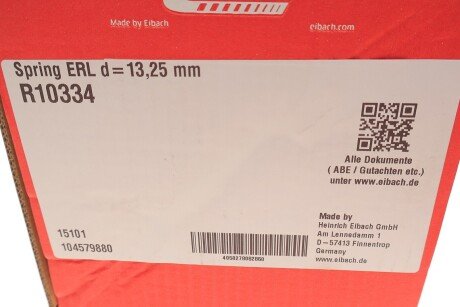 Made by Eibach
eibach.com
Spring ERL d=13,25 mm
R10334
Alle Dokumente
( ABE / Gutachten etc.)
unter www.eibach.de
15101
104579880
Made by
Heinrich Eibach GmbH
Am Lennedamm 1
D-57413 Finnentrop
Germany
www.eibach.de